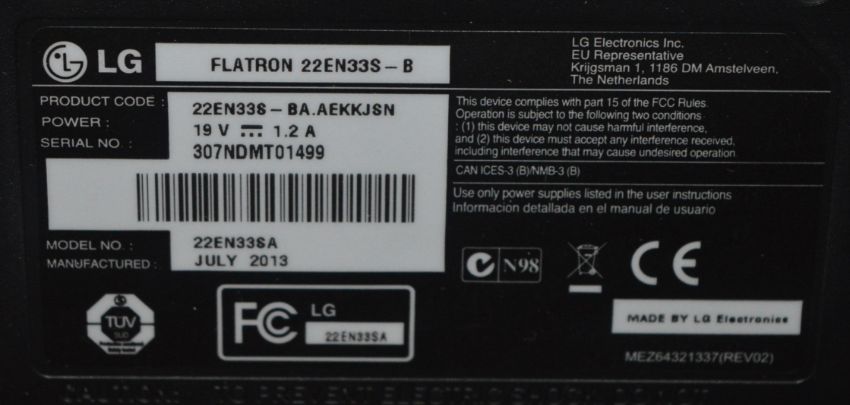 LG
FLATRON 22EN33S-B
LG Electronics Inc.
EU Representative
Krijgsman 1, 1186 DM Amstelveen,
The Netherlands
PRODUCT CODE : 22EN33S-BA.AEKKJSN
POWER : 19 V 1.2 A
SERIAL NO. : 307NDMT01499
This device complies with part 15 of the FCC Rules.
Operation is subject to the following two conditions
: (1) this device may not cause harmful interference,
and (2) this device must accept any interference received,
including interference that may cause undesired operation.
CAN ICES-3 (B)/NMB-3 (B)
Use only power supplies listed in the user instructions
Información detallada en el manual de usuario
MODEL NO. : 22EN33SA
MANUFACTURED : JULY 2013
N98
CE
TUV
SUD
FC
LG
22EN33SA
MADE BY LG Electronics
MEZ64321337(REV02)